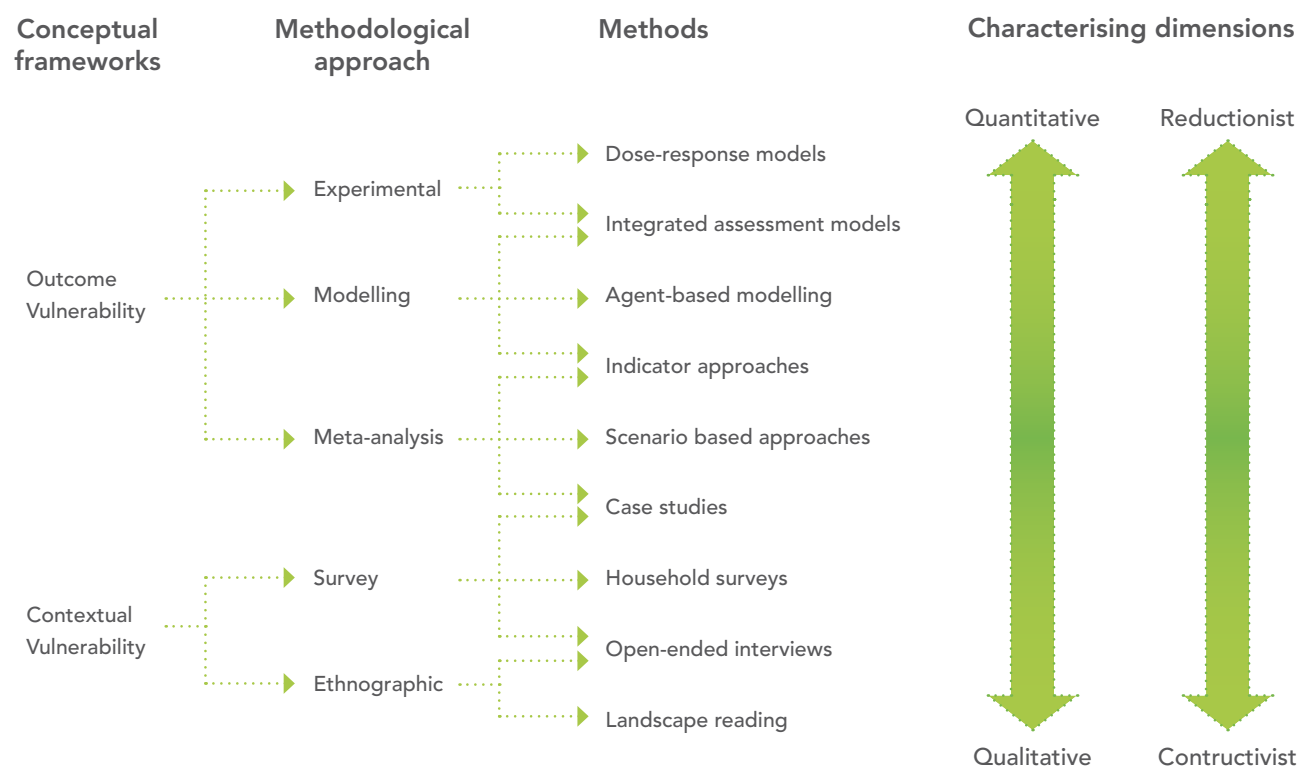 Conceptual
frameworks
Methodological
approach
Methods
Characterising dimensions
Outcome
Vulnerability
Contextual
Vulnerability
Experimental
Modelling
Meta-analysis
Survey
Ethnographic
Dose-response models
Integrated assessment models
Agent-based modelling
Indicator approaches
Scenario based approaches
Case studies
Household surveys
Open-ended interviews
Landscape reading
Quantitative
Qualitative
Reductionist
Contructivist